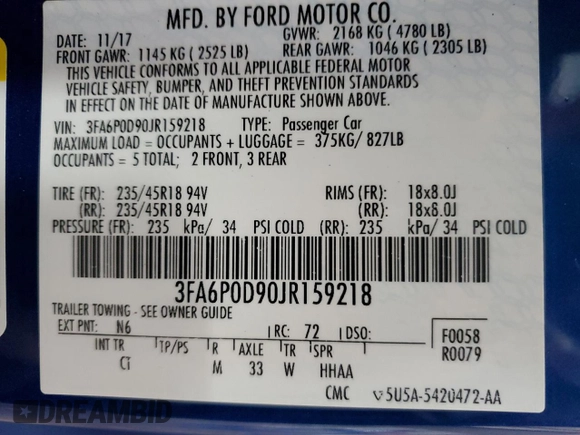 MFD. BY FORD MOTOR CO.
DATE: 11/17 GVWR: 2168 KG ( 4780 LB)
FRONT GAWR: 1145 KG ( 2525 LB) REAR GAWR: 1046 KG ( 2305 LB)
THIS VEHICLE CONFORMS TO ALL APPLICABLE FEDERAL MOTOR
VEHICLE SAFETY, BUMPER, AND THEFT PREVENTION STANDARDS
IN EFFECT ON THE DATE OF MANUFACTURE SHOWN ABOVE.
VIN: 3FA6P0D90JR159218 TYPE: Passenger Car
MAXIMUM LOAD = OCCUPANTS + LUGGAGE = 375KG/ 827LB
OCCUPANTS = 5 TOTAL; 2 FRONT, 3 REAR
TIRE (FR): 235/45R18 94V RIMS (FR): 18x8.0J
(RR): 235/45R18 94V (RR): 18x8.0J
PRESSURE (FR): 235 kPa/ 34 PSI COLD (RR): 235 kPa/ 34 PSI COLD
3FA6P0D90JR159218
TRAILER TOWING - SEE OWNER GUIDE
EXT PNT: N6 RC: 72 DSO:
F0058
R0079
INT TR TP/PS R AXLE TR SPR
CI M 33 W HHAA
CMC 5U5A-5420472-AA
DREAMBID